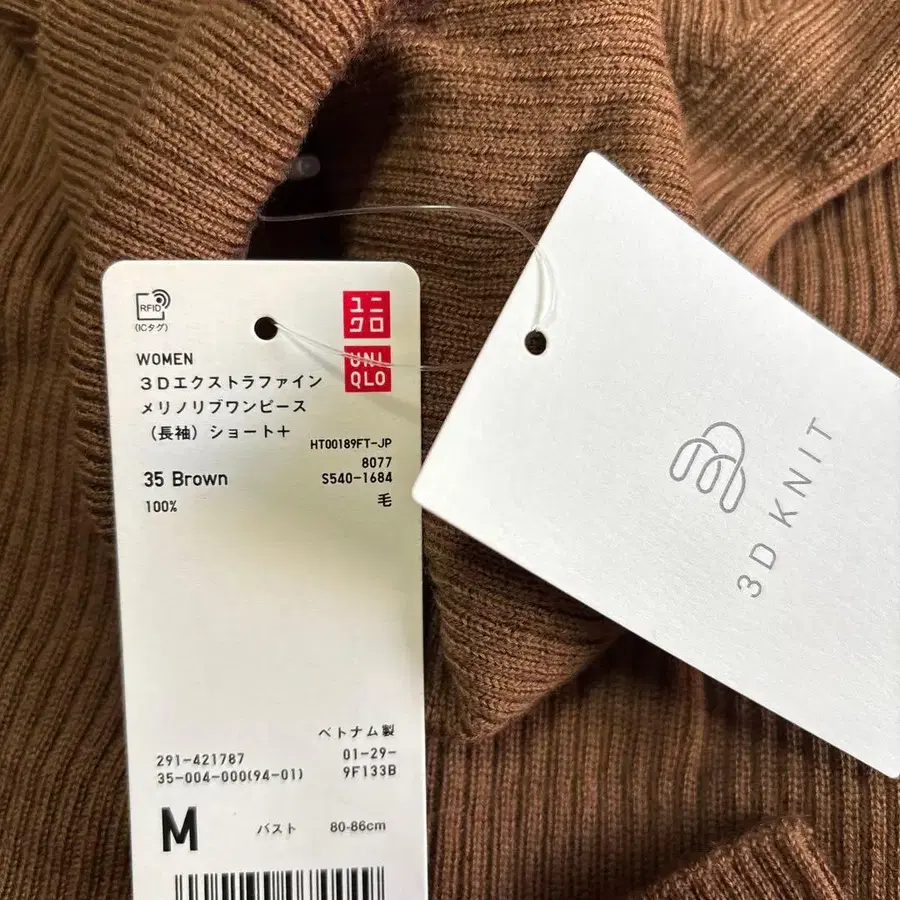 RFID
(ICタグ)
ユニ
クロ
UNI
QLO
WOMEN
3Dエクストラファイン
メリノリブワンピース
(長袖)ショート+
HT00189FT-JP
8077
35 Brown
S540-1684
100%
毛
ベトナム製
291-421787
01-29-
35-004-000(94-01)
9F133B
M
バスト
80-86cm
3D KNIT